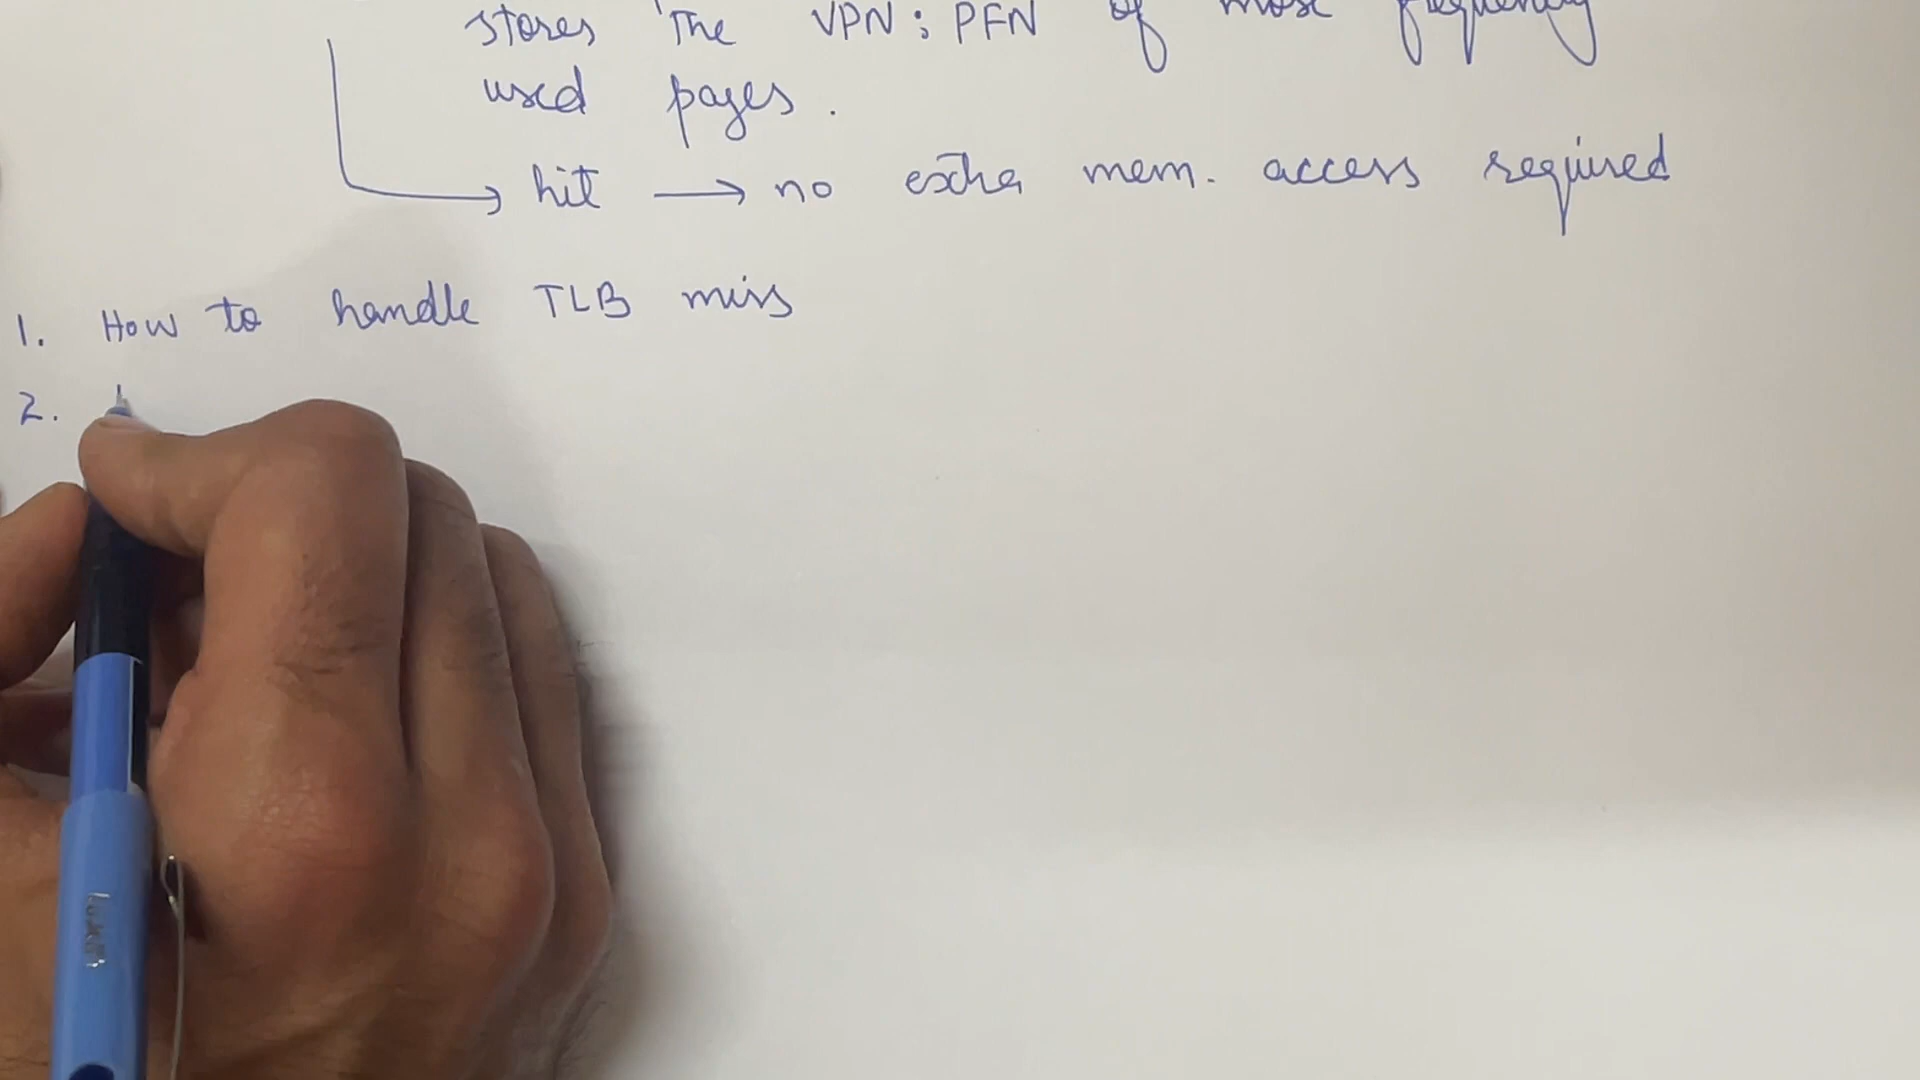 stores the VPN : PFN of most frequently
used pages.
hit → no extra mem. access required
1. How to handle TLB miss
2.